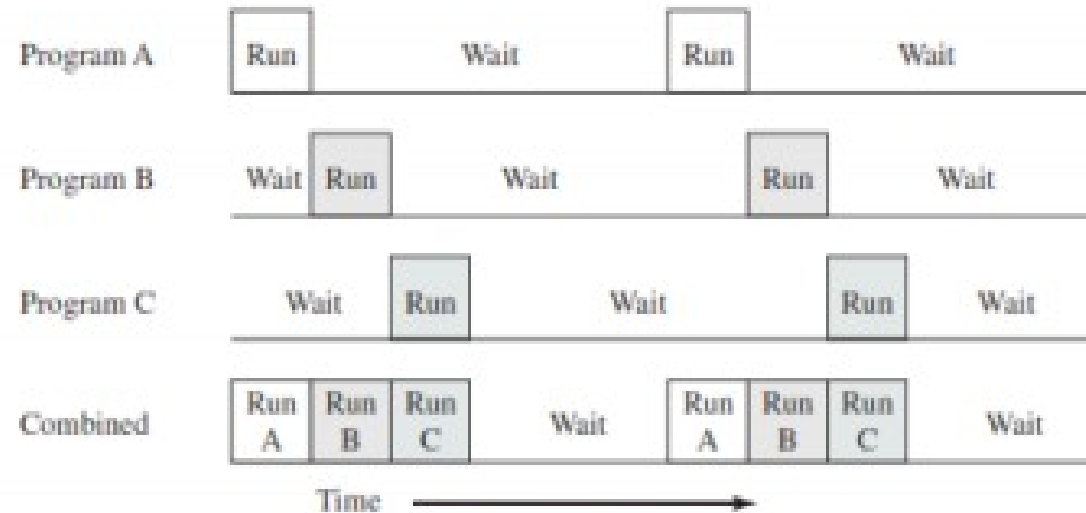 Program A Run Wait Run Wait
Program B Wait Run Wait Run Wait
Program C Wait Run Wait Run Wait
Combined Run A Run B Run C Wait Run A Run B Run C Wait
Time